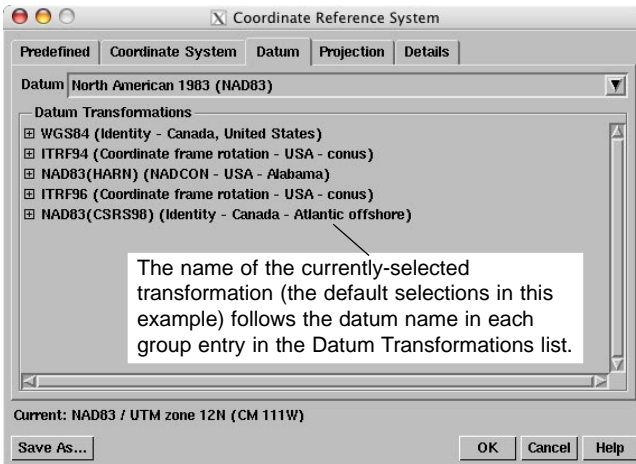 Coordinate Reference System
Predefined Coordinate System Datum Projection Details
Datum North American 1983 (NAD83)
Datum Transformations
WGS84 (Identity - Canada, United States)
ITRF94 (Coordinate frame rotation - USA - conus)
NAD83(HARN) (NADCON - USA - Alabama)
ITRF96 (Coordinate frame rotation - USA - conus)
NAD83(CSRS98) (Identity - Canada - Atlantic offshore)
The name of the currently-selected
transformation (the default selections in this
example) follows the datum name in each
group entry in the Datum Transformations list.
Current: NAD83 / UTM zone 12N (CM 111W)
Save As... OK Cancel Help